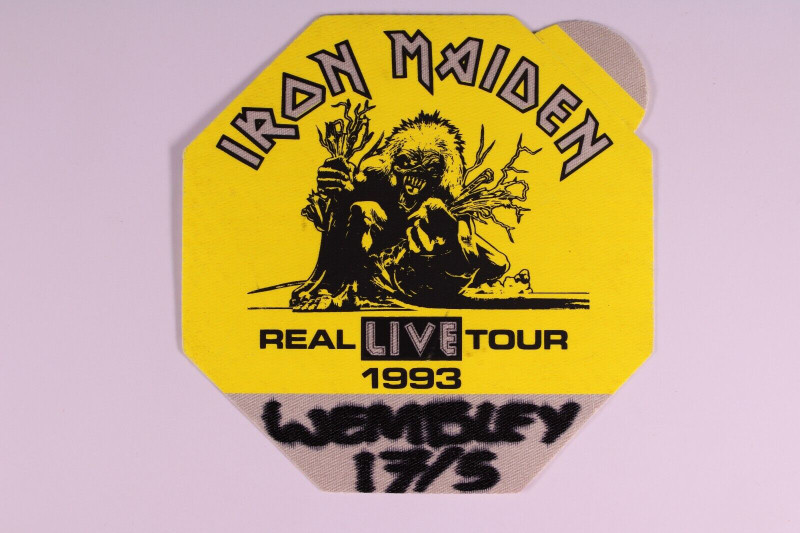 IRON MAIDEN
REAL LIVE TOUR
1993
WEMBLEY
17/5